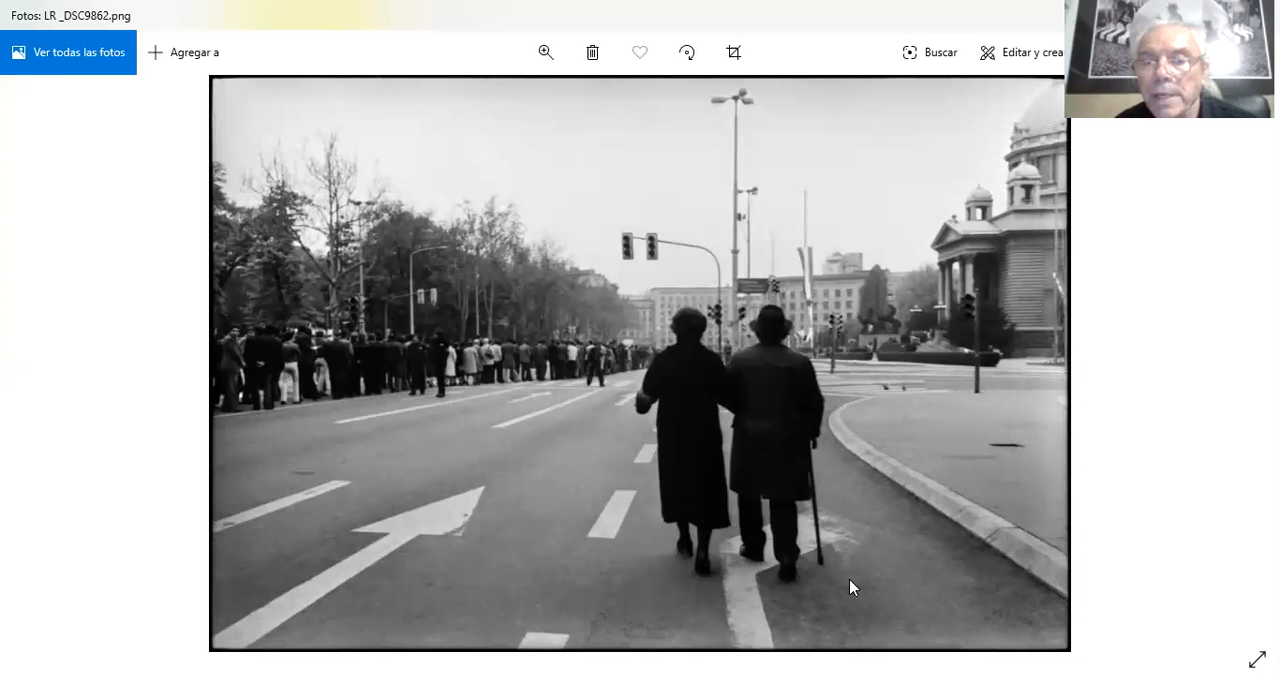 Fotos: LR _DSC9862.png
Ver todas las fotos
Agregar a
Buscar
Editar y crea